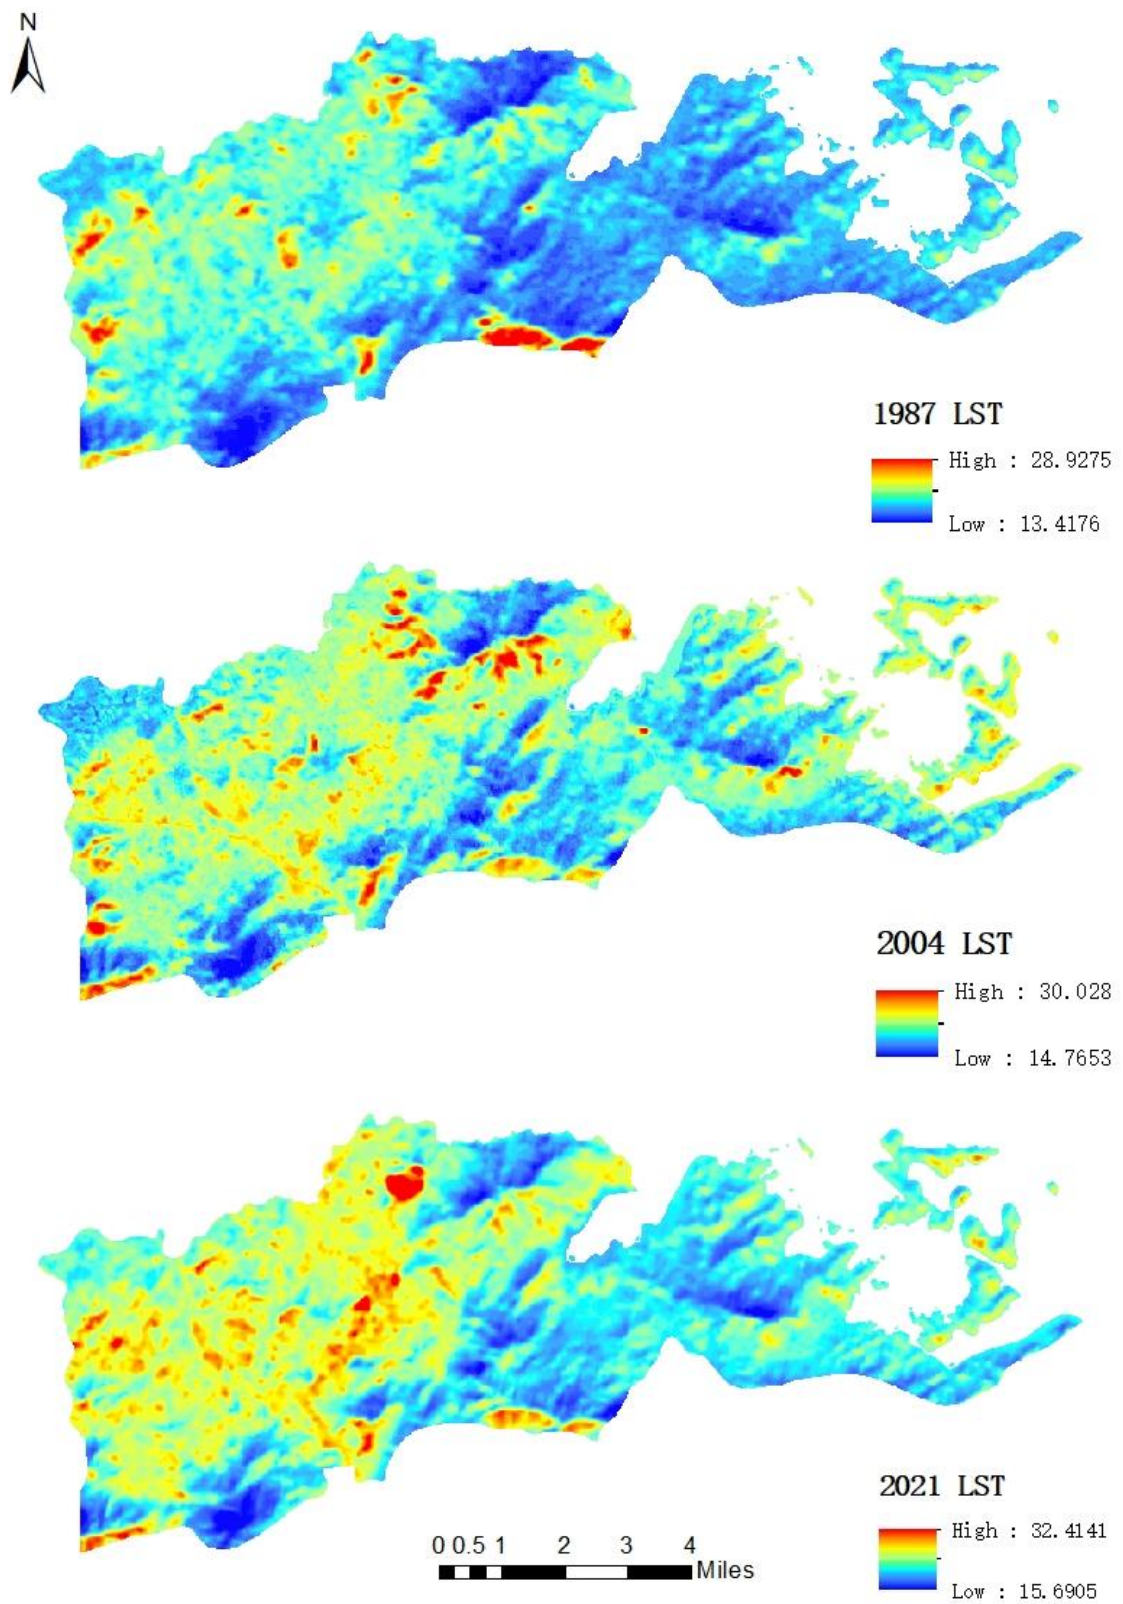 N
1987 LST
High : 28.9275
Low : 13.4176
2004 LST
High : 30.028
Low : 14.7653
2021 LST
High : 32.4141
Low : 15.6905
0 0.5 1 2 3 4
Miles